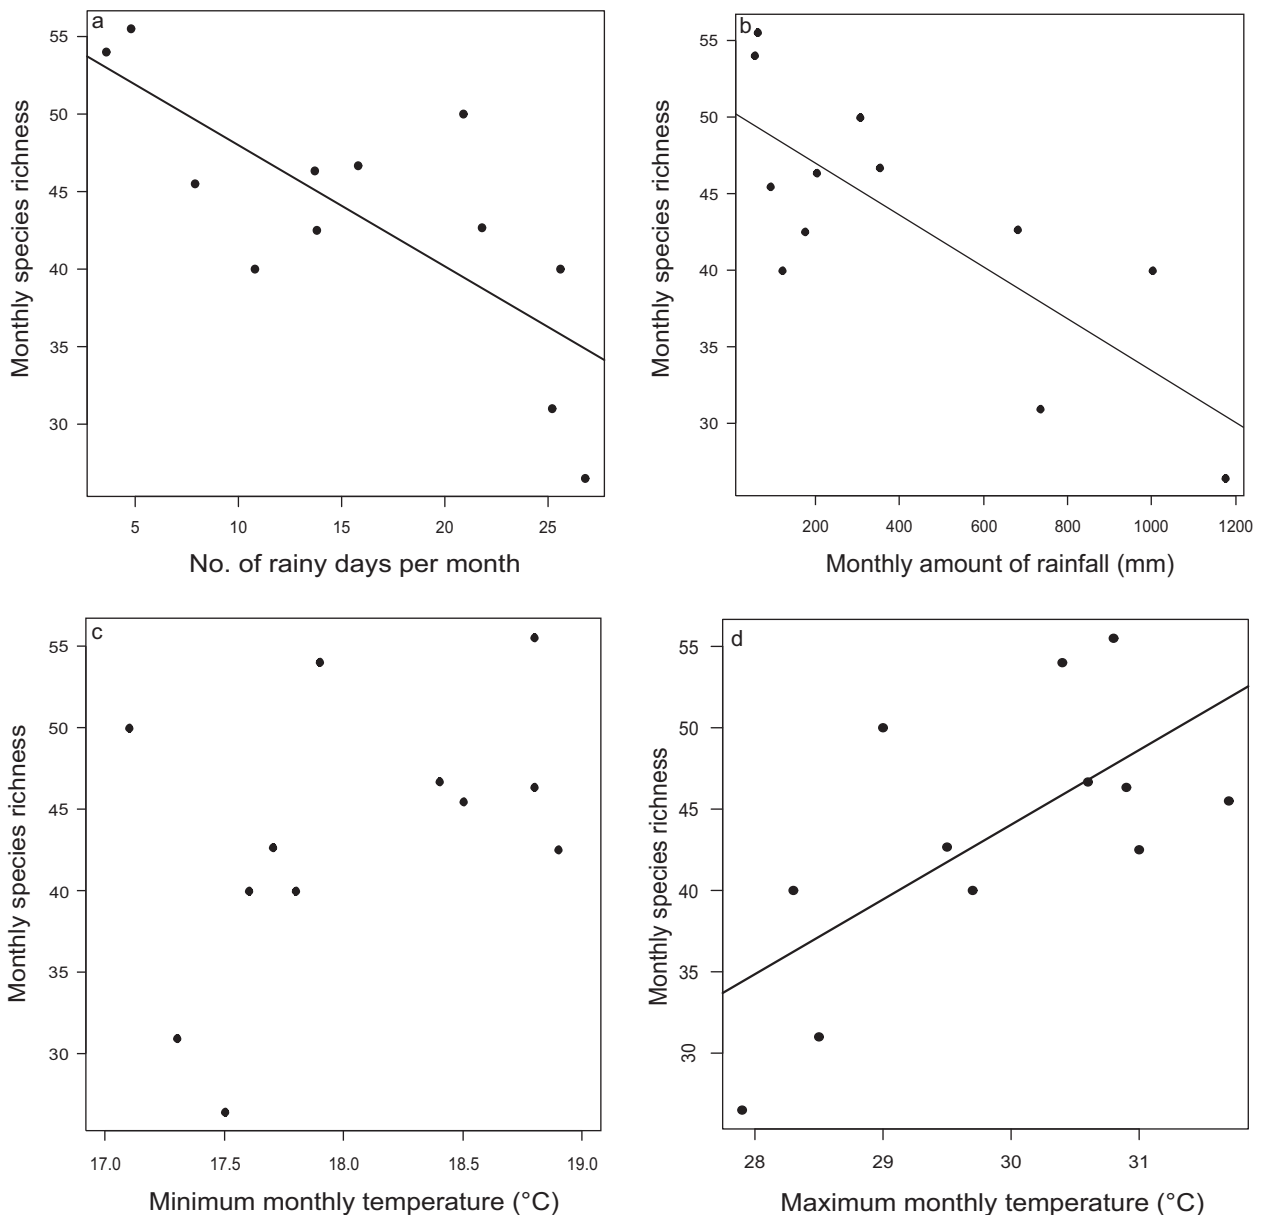 a
55
50
45
40
35
30
Monthly species richness
5 10 15 20 25
No. of rainy days per month
b
55
50
45
40
35
30
Monthly species richness
200 400 600 800 1000 1200
Monthly amount of rainfall (mm)
c
55
50
45
40
35
30
Monthly species richness
17.0 17.5 18.0 18.5 19.0
Minimum monthly temperature (°C)
d
55
50
45
40
35
30
Monthly species richness
28 29 30 31
Maximum monthly temperature (°C)